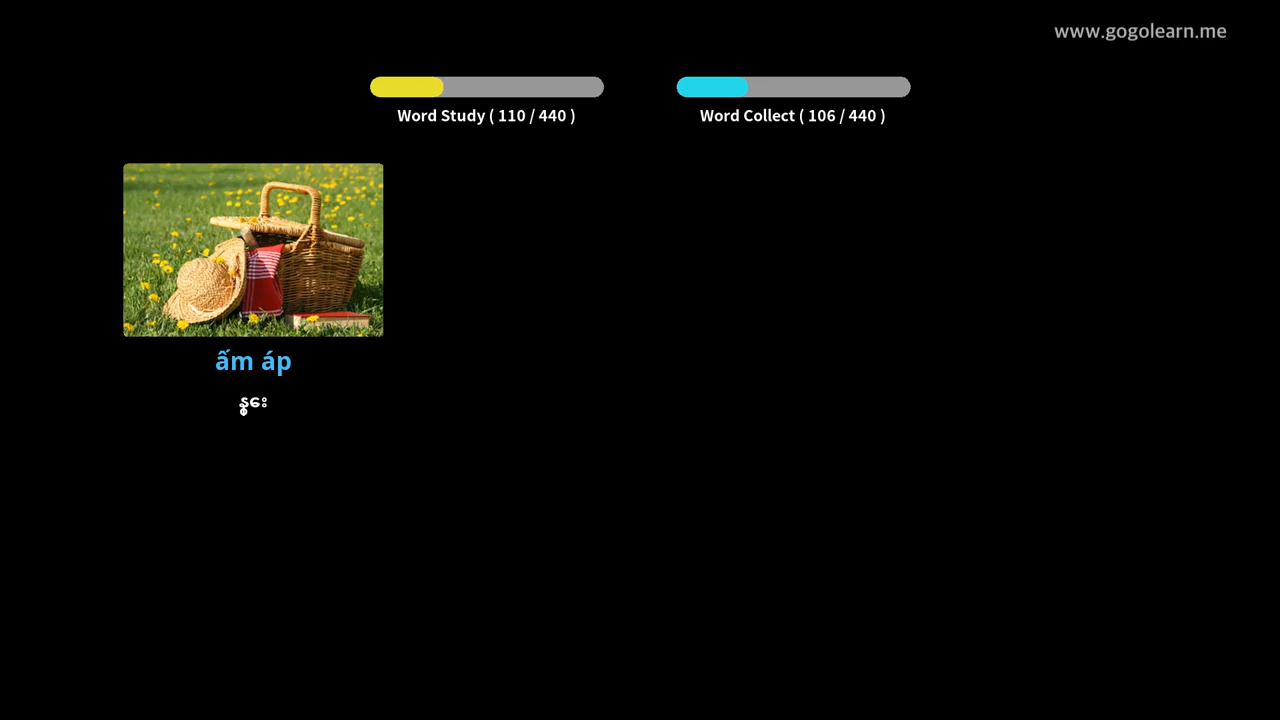 www.gogolearn.me
Word Study ( 110 / 440 )
Word Collect ( 106 / 440 )
ấm áp
နွေး